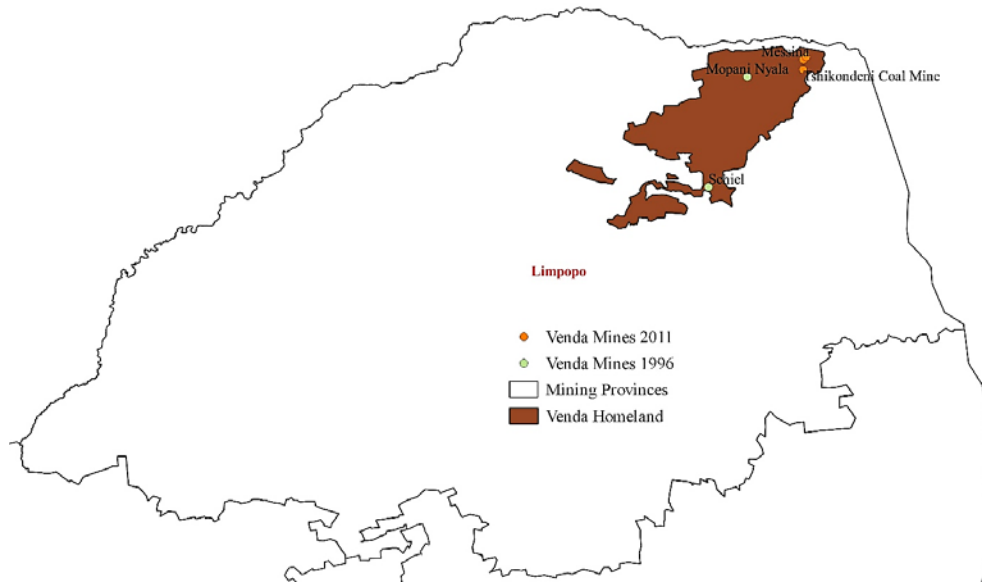 Messina
Mopani Nyala
Tshikondeni Coal Mine
Schiel
Limpopo
Venda Mines 2011
Venda Mines 1996
Mining Provinces
Venda Homeland